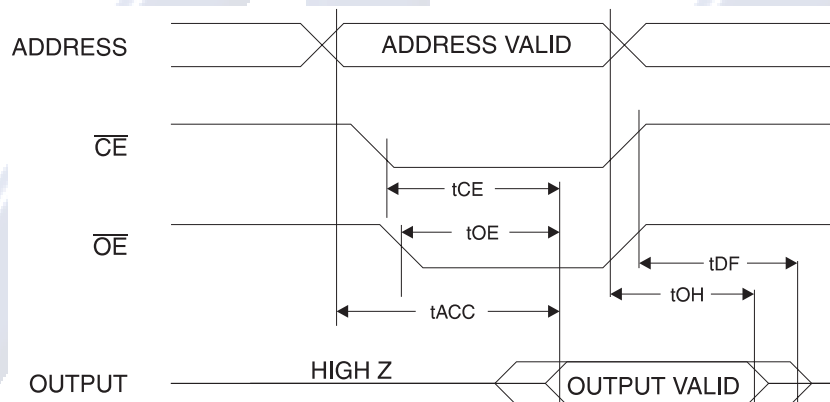 ADDRESS
ADDRESS VALID
CE
tCE
OE
tOE
tDF
tOH
tACC
HIGH Z
OUTPUT
OUTPUT VALID